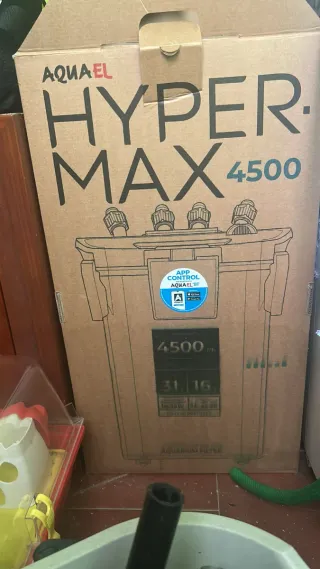 AQUAEL
HYPER·
MAX 4500
APP
CONTROL
AQUAEL
4500
31 16